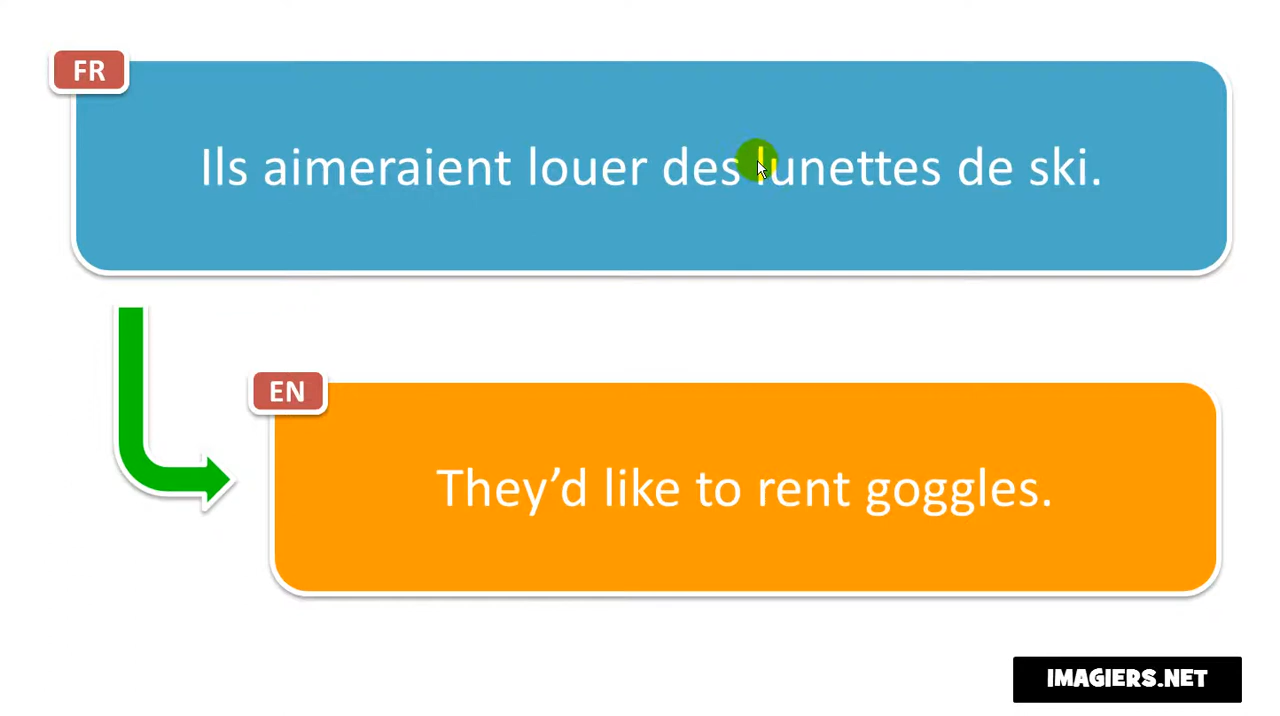 FR
Ils aimeraient louer des lunettes de ski.
EN
They’d like to rent goggles.
IMAGIERS.NET